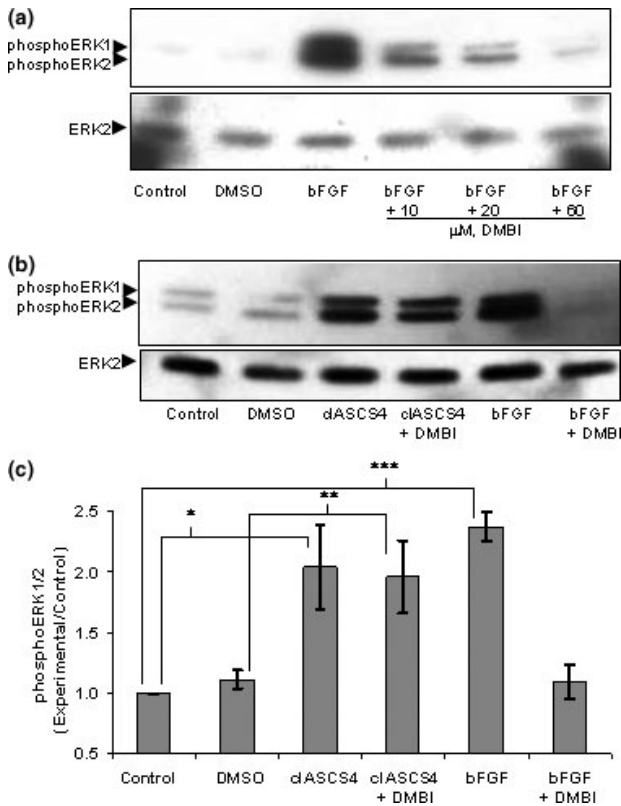 (a)
phosphoERK1
phosphoERK2
ERK2
Control DMSO bFGF bFGF + 10 bFGF + 20 bFGF + 60
µM, DMBI
(b)
phosphoERK1
phosphoERK2
ERK2
Control DMSO clASCS4 clASCS4 + DMBI bFGF bFGF + DMBI
(c)
phosphoERK1/2
(Experimental/Control)
***
**
*
2.5
2.0
1.5
1.0
0.5
Control DMSO clASCS4 clASCS4 + DMBI bFGF bFGF + DMBI